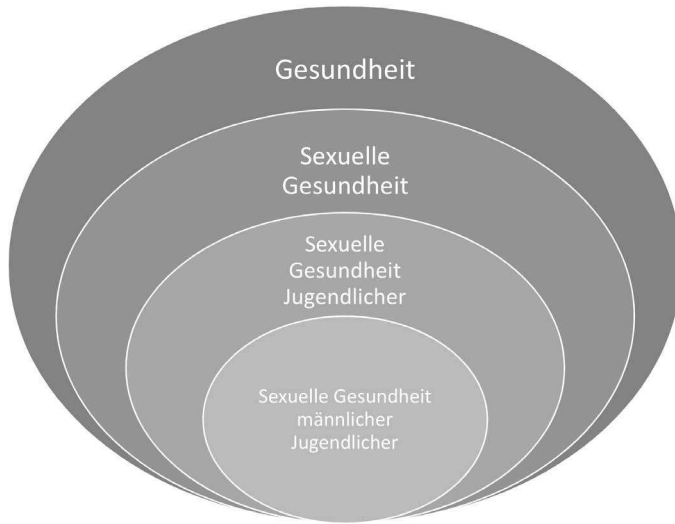 Gesundheit
Sexuelle
Gesundheit
Sexuelle
Gesundheit
Jugendlicher
Sexuelle Gesundheit
männlicher
Jugendlicher